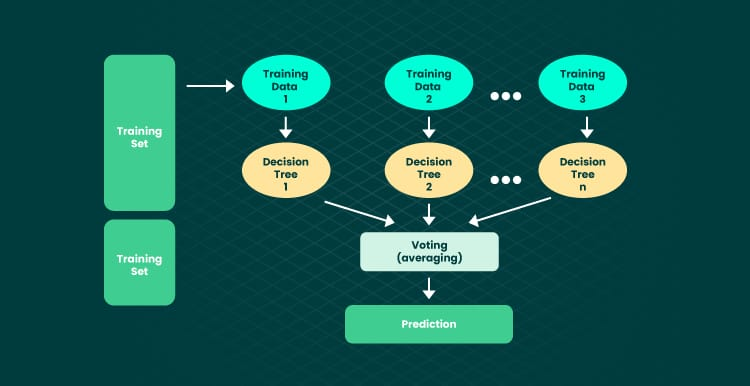 Training
Set
Training
Data
1
Training
Data
2
Training
Data
3
Decision
Tree
1
Decision
Tree
2
Decision
Tree
n
Training
Set
Voting
(averaging)
Prediction